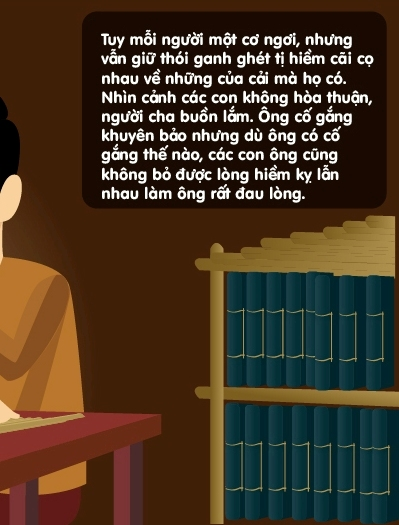 Tuy mỗi người một cơ ngơi, nhưng
vẫn giữ thói ganh ghét tị hiềm cãi cọ
nhau về những của cải mà họ có.
Nhìn cảnh các con không hòa thuận,
người cha buồn lắm. Ông cố gắng
khuyên bảo nhưng dù ông có cố
gắng thế nào, các con ông cũng
không bỏ được lòng hiềm kỵ lẫn
nhau làm ông rất đau lòng.